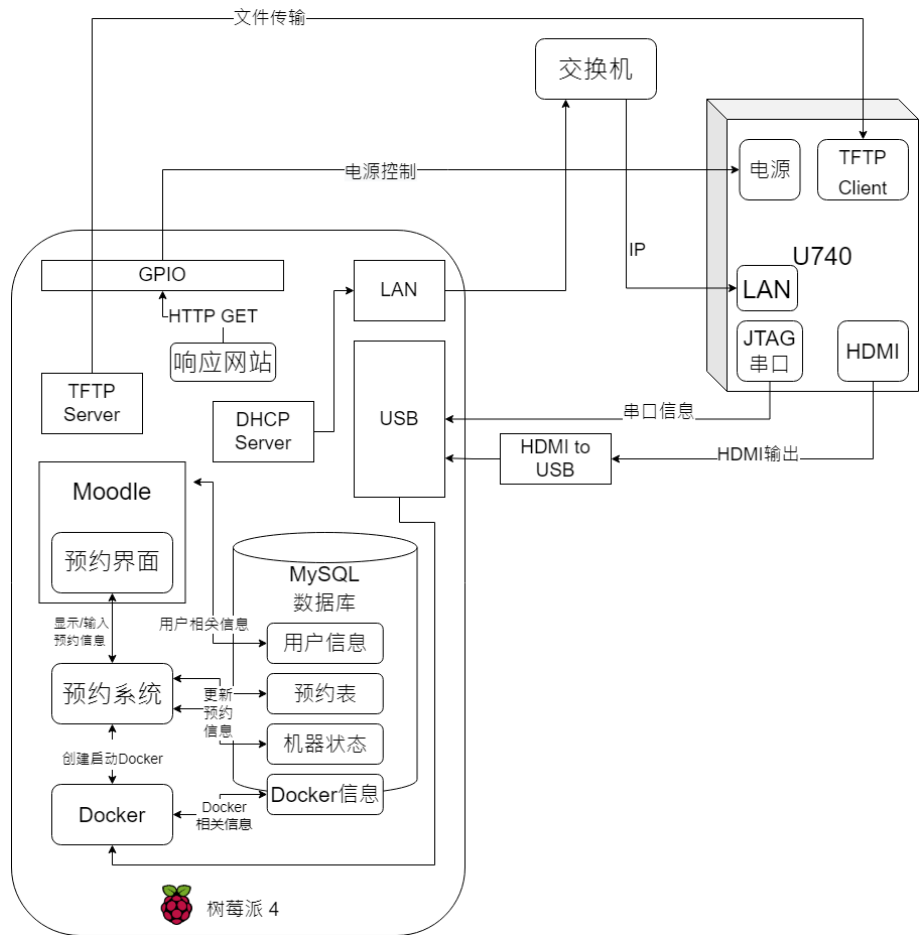 文件传输
交换机
电源
TFTP
Client
电源控制
U740
IP
GPIO
LAN
LAN
HTTP GET
响应网站
JTAG
串口
HDMI
TFTP
Server
DHCP
Server
USB
串口信息
HDMI to
USB
HDMI输出
Moodle
预约界面
MySQL
数据库
显示/输入
预约信息
用户相关信息
用户信息
预约系统
更新
预约
信息
预约表
机器状态
创建启动Docker
Docker信息
Docker
Docker
相关信息
树莓派 4